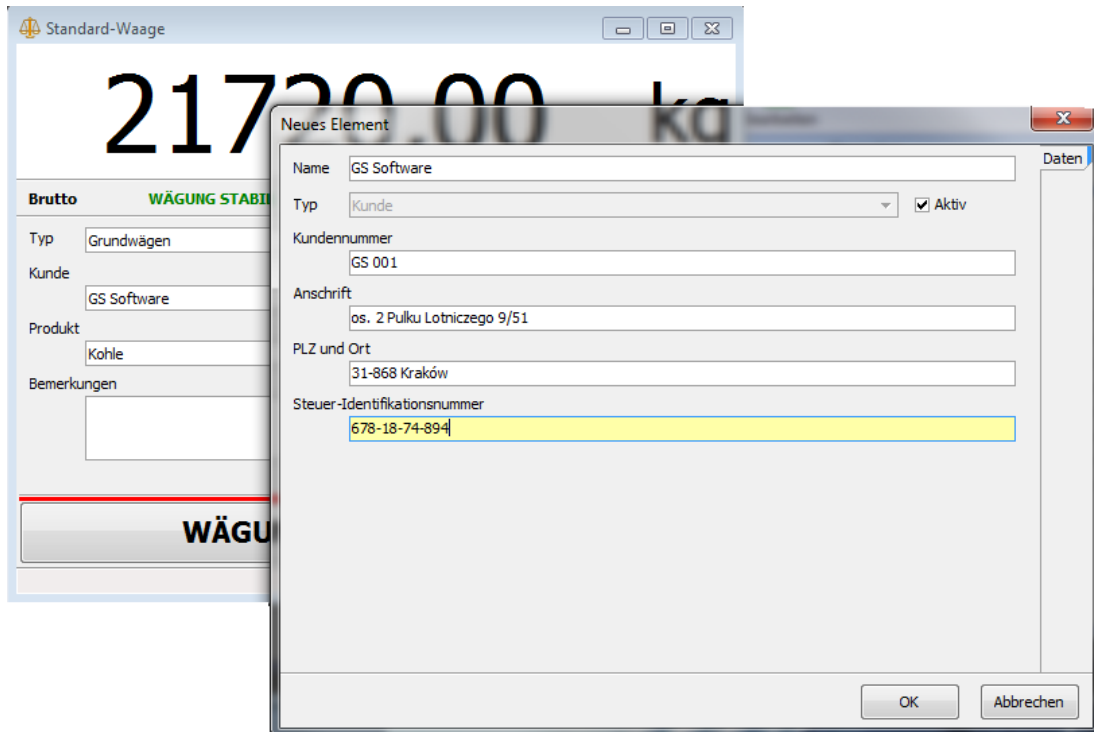 Standard-Waage
21720.00 kg
Brutto WÄGUNG STABIL
Typ Grundwägen
Kunde
GS Software
Produkt
Kohle
Bemerkungen
WÄGU
Neues Element
Daten
Name GS Software
Typ Kunde Aktiv
Kundennummer
GS 001
Anschrift
os. 2 Pulku Lotniczego 9/51
PLZ und Ort
31-868 Kraków
Steuer-Identifikationsnummer
678-18-74-894
OK Abbrechen